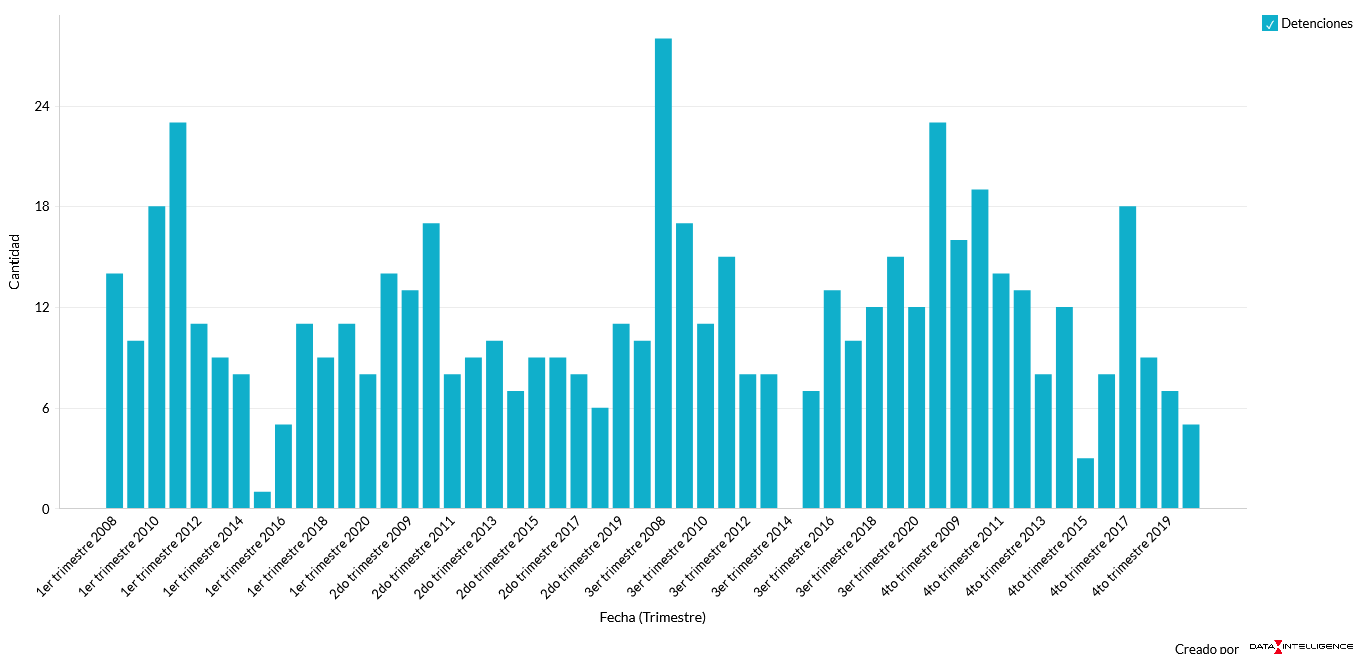 Detenciones
Cantidad
24
18
12
6
0
1er trimestre 2008
1er trimestre 2010
1er trimestre 2012
1er trimestre 2014
1er trimestre 2016
1er trimestre 2018
1er trimestre 2020
2do trimestre 2009
2do trimestre 2011
2do trimestre 2013
2do trimestre 2015
2do trimestre 2017
2do trimestre 2019
3er trimestre 2008
3er trimestre 2010
3er trimestre 2012
3er trimestre 2014
3er trimestre 2016
3er trimestre 2018
3er trimestre 2020
4to trimestre 2009
4to trimestre 2011
4to trimestre 2013
4to trimestre 2015
4to trimestre 2017
4to trimestre 2019
Fecha (Trimestre)
Creado por DATA INTELLIGENCE